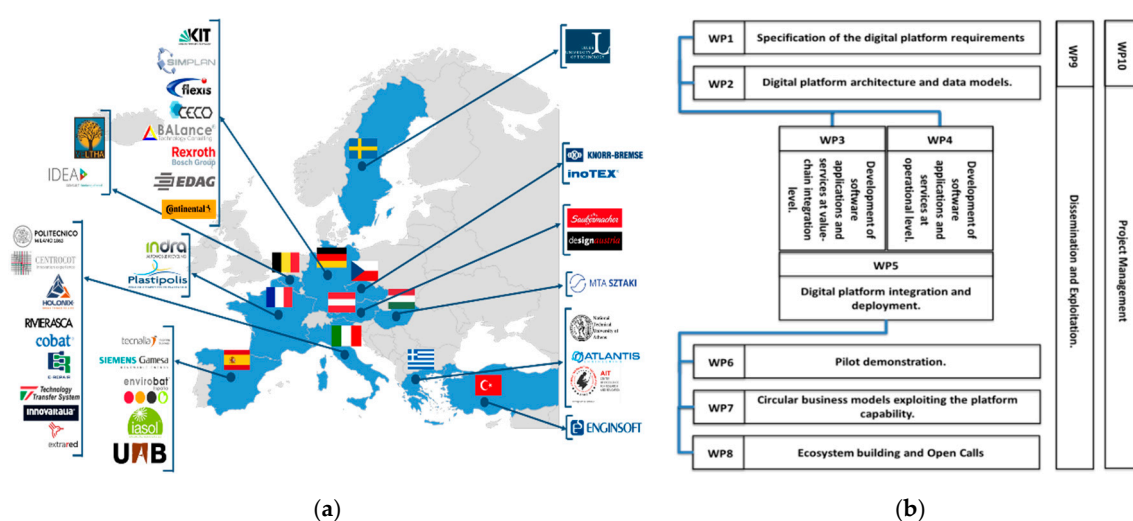 KIT
SIMPLAN
flexis
CECO
BALance
Technology Consulting
Rexroth
Bosch Group
EDAG
Continental
LTHA
IDEA
POLITECNICO
MILANO 1863
CENTROCOT
HOLONIX
RIVIERASCA
cobat
Technology
Transfer System
extrared
indra
Plastipolis
tecnalia
SIEMENS Gamesa
envirobat
iasol
UAB
L
UNIVERSITY
OF TECHNOLOGY
KNORR-BREMSE
inoTEX
Saubermacher
designaustria
MTA SZTAKI
National
Technical
University of
Athens
ATLANTIS
AIT
ENGINSOFT
(a)
WP1
Specification of the digital platform requirements
WP2
Digital platform architecture and data models.
WP3
Development of
software
applications and
services at value-
chain integration
level.
WP4
Development of
software
applications and
services at
operational level.
WP5
Digital platform integration and
deployment.
WP6
Pilot demonstration.
WP7
Circular business models exploiting the platform
capability.
WP8
Ecosystem building and Open Calls
WP9
Dissemination and Exploitation.
WP10
Project Management
(b)